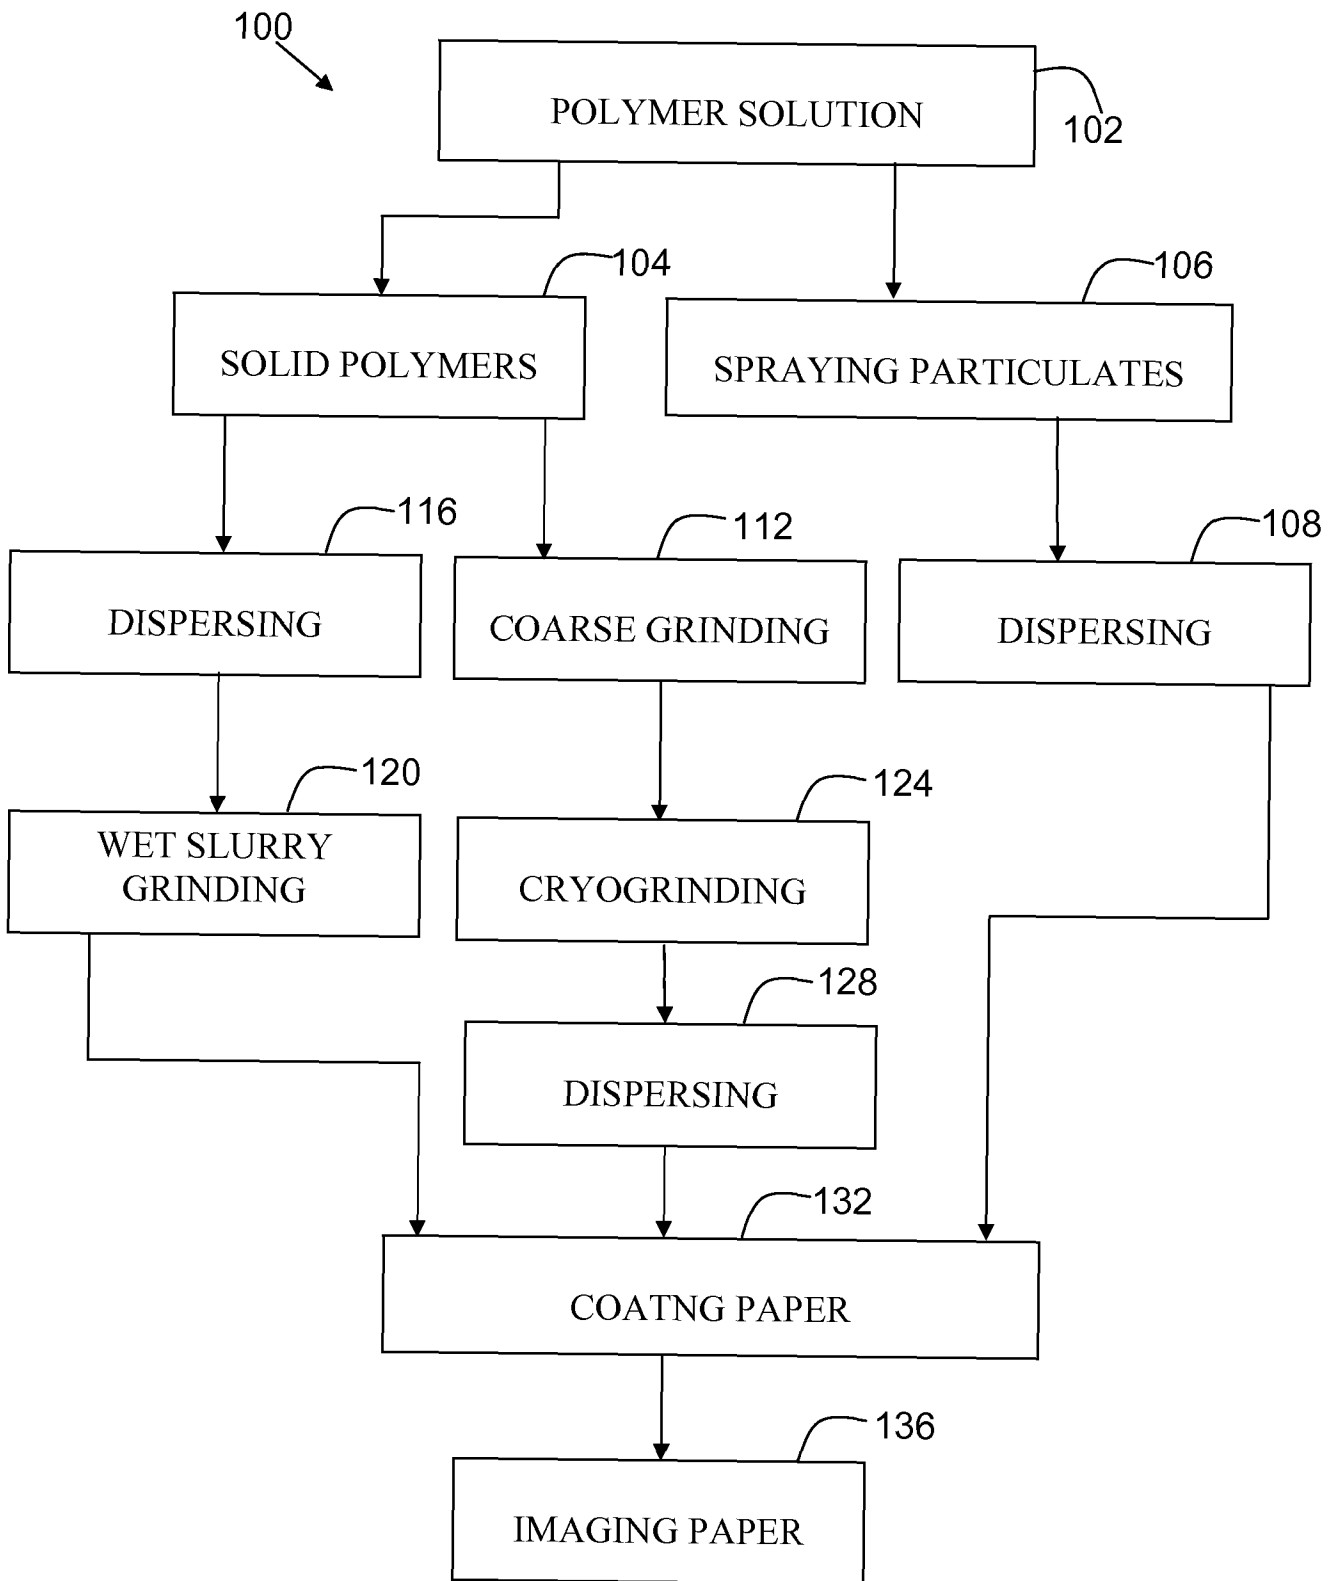 100
POLYMER SOLUTION
102
104
106
SOLID POLYMERS
SPRAYING PARTICULATES
116
112
108
DISPERSING
COARSE GRINDING
DISPERSING
120
124
WET SLURRY
GRINDING
CRYOGRINDING
128
DISPERSING
132
COATNG PAPER
136
IMAGING PAPER